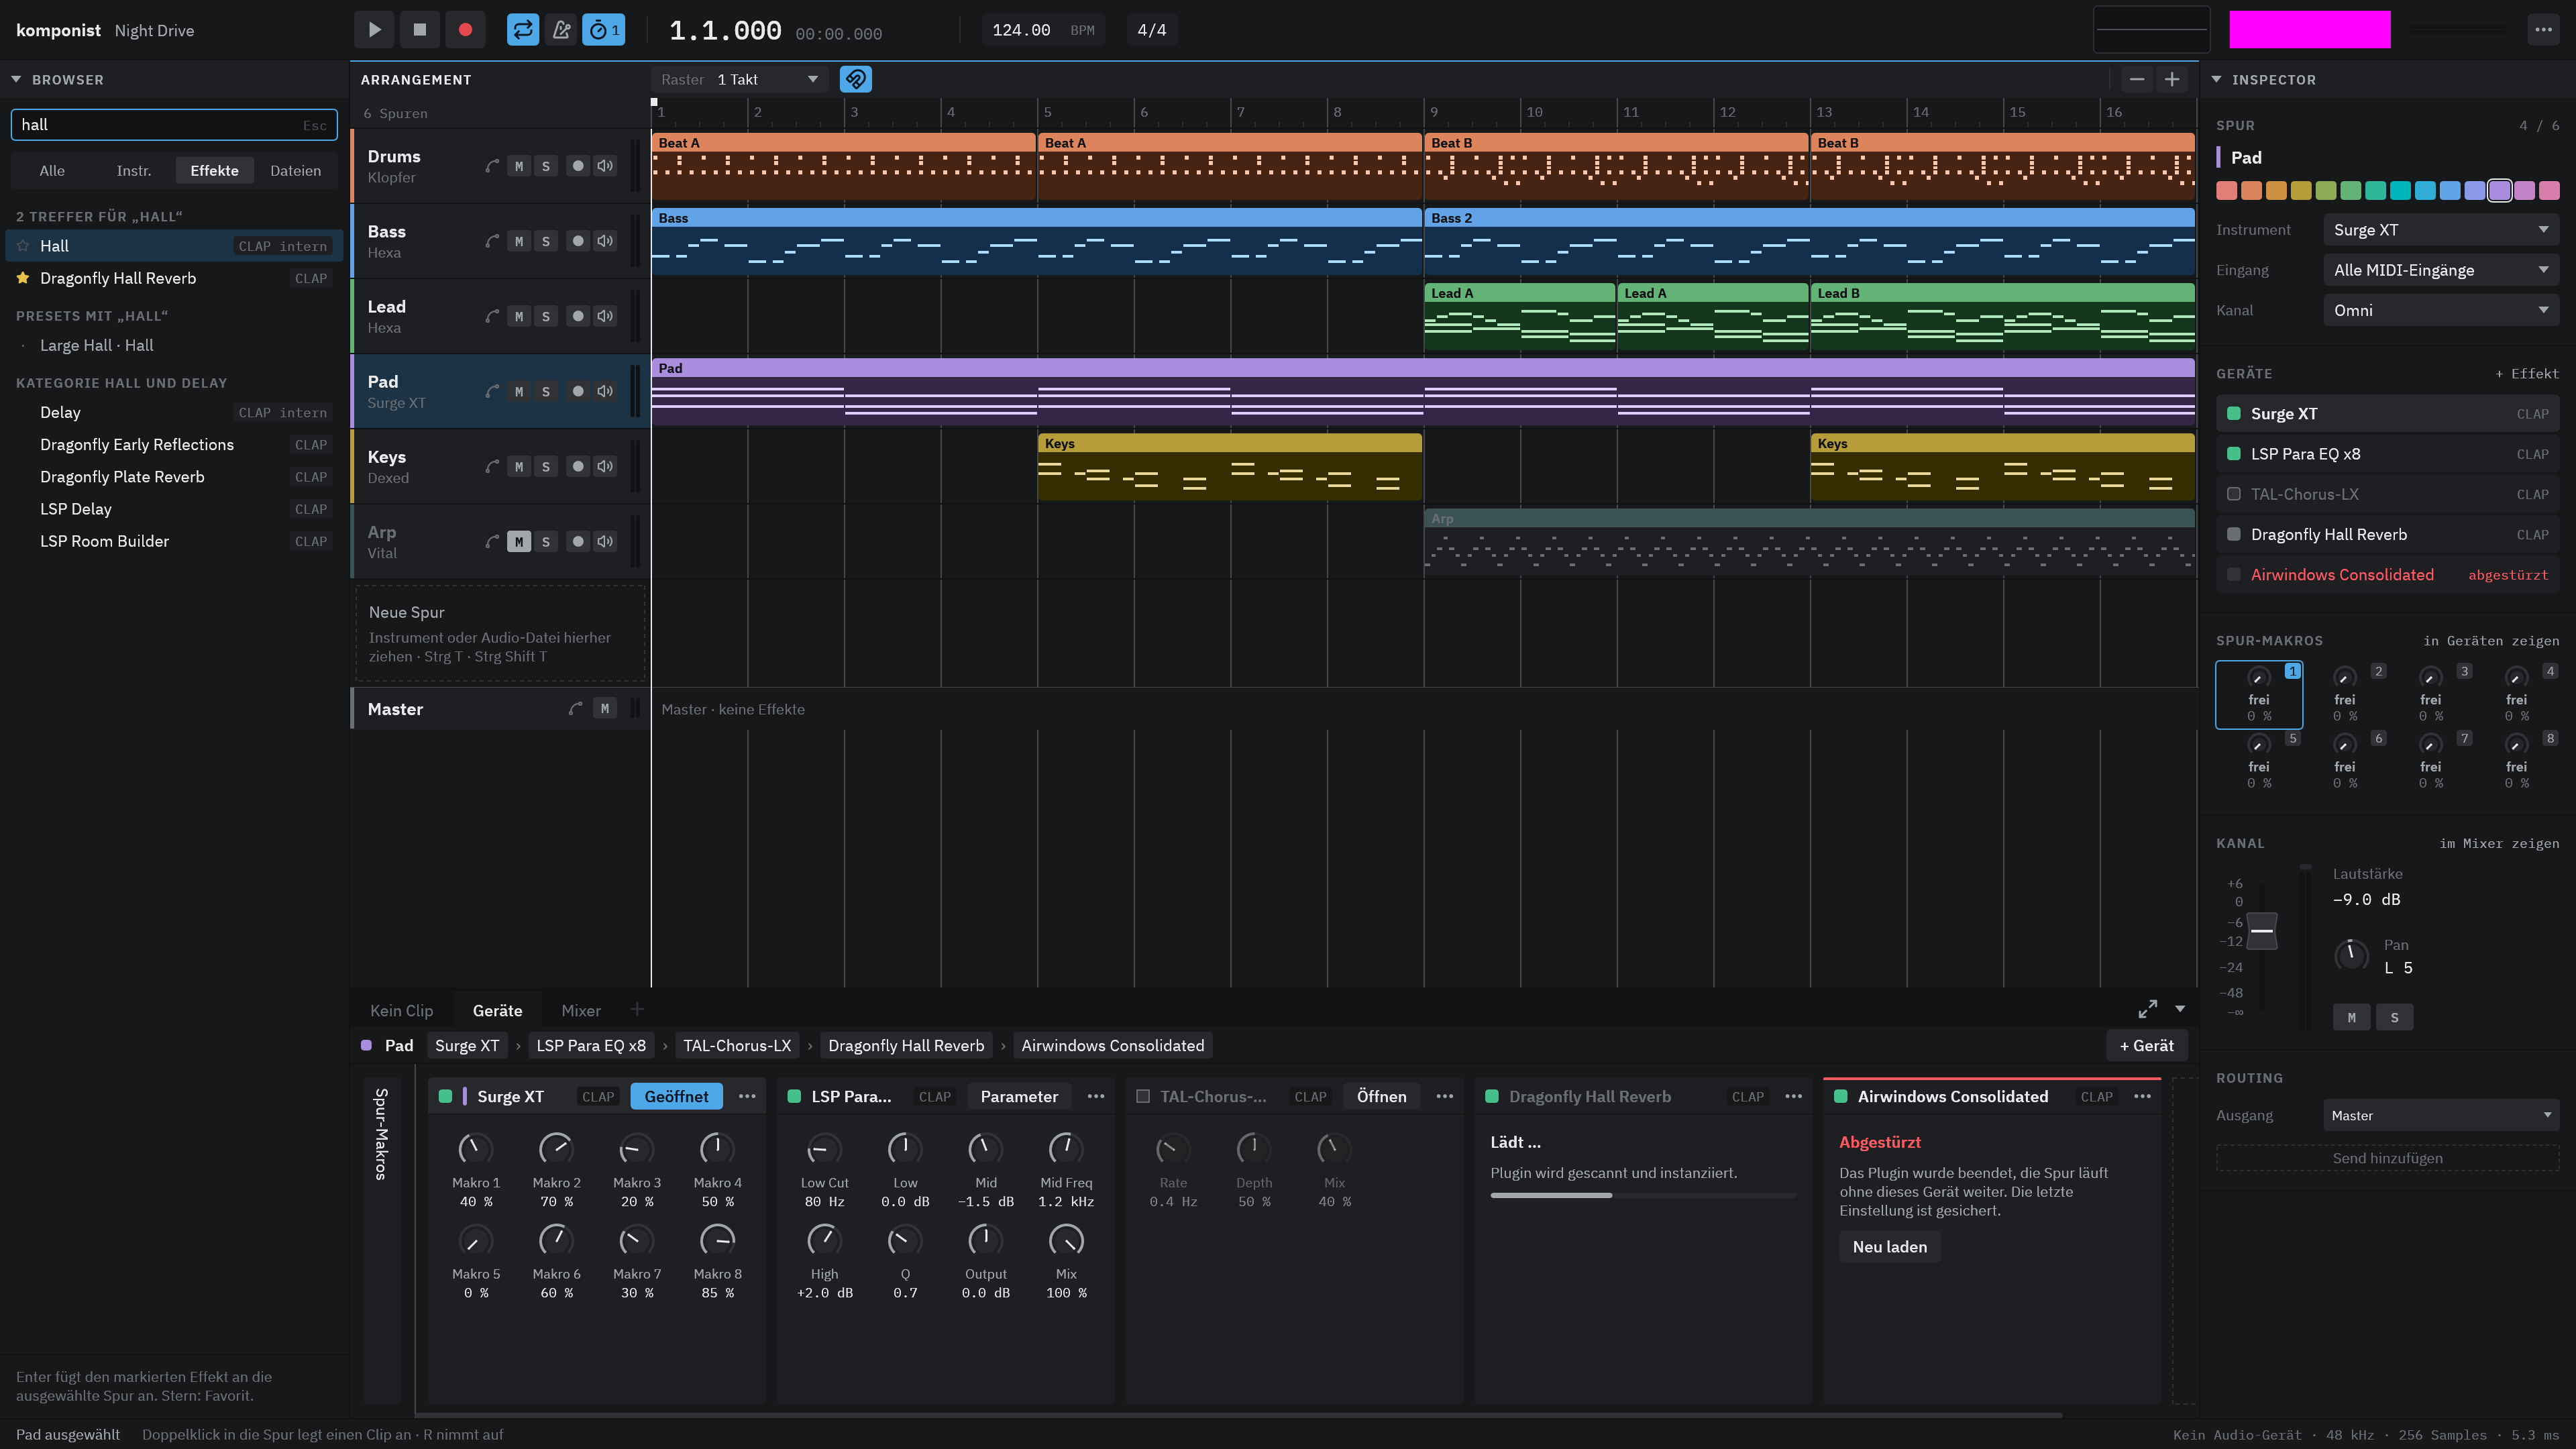 komponist Night Drive
1
1.1.000 00:00.000
124.00 BPM
4/4
BROWSER
hall Esc
Alle Instr. Effekte Dateien
2 TREFFER FÜR „HALL“
Hall CLAP intern
Dragonfly Hall Reverb CLAP
PRESETS MIT „HALL“
· Large Hall · Hall
KATEGORIE HALL UND DELAY
Delay CLAP intern
Dragonfly Early Reflections CLAP
Dragonfly Plate Reverb CLAP
LSP Delay CLAP
LSP Room Builder CLAP
Enter fügt den markierten Effekt an die
ausgewählte Spur an. Stern: Favorit.
ARRANGEMENT
Raster 1 Takt
6 Spuren
1 2 3 4 5 6 7 8 9 10 11 12 13 14 15 16
Drums M S
Klopfer
Beat A Beat A Beat B Beat B
Bass M S
Hexa
Bass Bass 2
Lead M S
Hexa
Lead A Lead A Lead B
Pad M S
Surge XT
Pad
Keys M S
Dexed
Keys Keys
Arp M S
Vital
Arp
Neue Spur
Instrument oder Audio-Datei hierher
ziehen · Strg T · Strg Shift T
Master M
Master · keine Effekte
Kein Clip Geräte Mixer
Pad Surge XT › LSP Para EQ x8 › TAL-Chorus-LX › Dragonfly Hall Reverb › Airwindows Consolidated
+ Gerät
Spur-Makros
Surge XT CLAP Geöffnet
Makro 1 Makro 2 Makro 3 Makro 4
40 % 70 % 20 % 50 %
Makro 5 Makro 6 Makro 7 Makro 8
0 % 60 % 30 % 85 %
LSP Para... CLAP Parameter
Low Cut Low Mid Mid Freq
80 Hz 0.0 dB −1.5 dB 1.2 kHz
High Q Output Mix
+2.0 dB 0.7 0.0 dB 100 %
TAL-Chorus-... CLAP Öffnen
Rate Depth Mix
0.4 Hz 50 % 40 %
Dragonfly Hall Reverb CLAP
Lädt ...
Plugin wird gescannt und instanziiert.
Airwindows Consolidated CLAP
Abgestürzt
Das Plugin wurde beendet, die Spur läuft
ohne dieses Gerät weiter. Die letzte
Einstellung ist gesichert.
Neu laden
INSPECTOR
SPUR 4 / 6
Pad
Instrument Surge XT
Eingang Alle MIDI-Eingänge
Kanal Omni
GERÄTE + Effekt
Surge XT CLAP
LSP Para EQ x8 CLAP
TAL-Chorus-LX CLAP
Dragonfly Hall Reverb CLAP
Airwindows Consolidated abgestürzt
SPUR-MAKROS in Geräten zeigen
1 2 3 4
frei frei frei frei
0 % 0 % 0 % 0 %
5 6 7 8
frei frei frei frei
0 % 0 % 0 % 0 %
KANAL im Mixer zeigen
+6
0
−6
−12
−24
−48
−∞
Lautstärke
−9.0 dB
Pan
L 5
M S
ROUTING
Ausgang Master
Send hinzufügen
Pad ausgewählt Doppelklick in die Spur legt einen Clip an · R nimmt auf
Kein Audio-Gerät · 48 kHz · 256 Samples · 5.3 ms